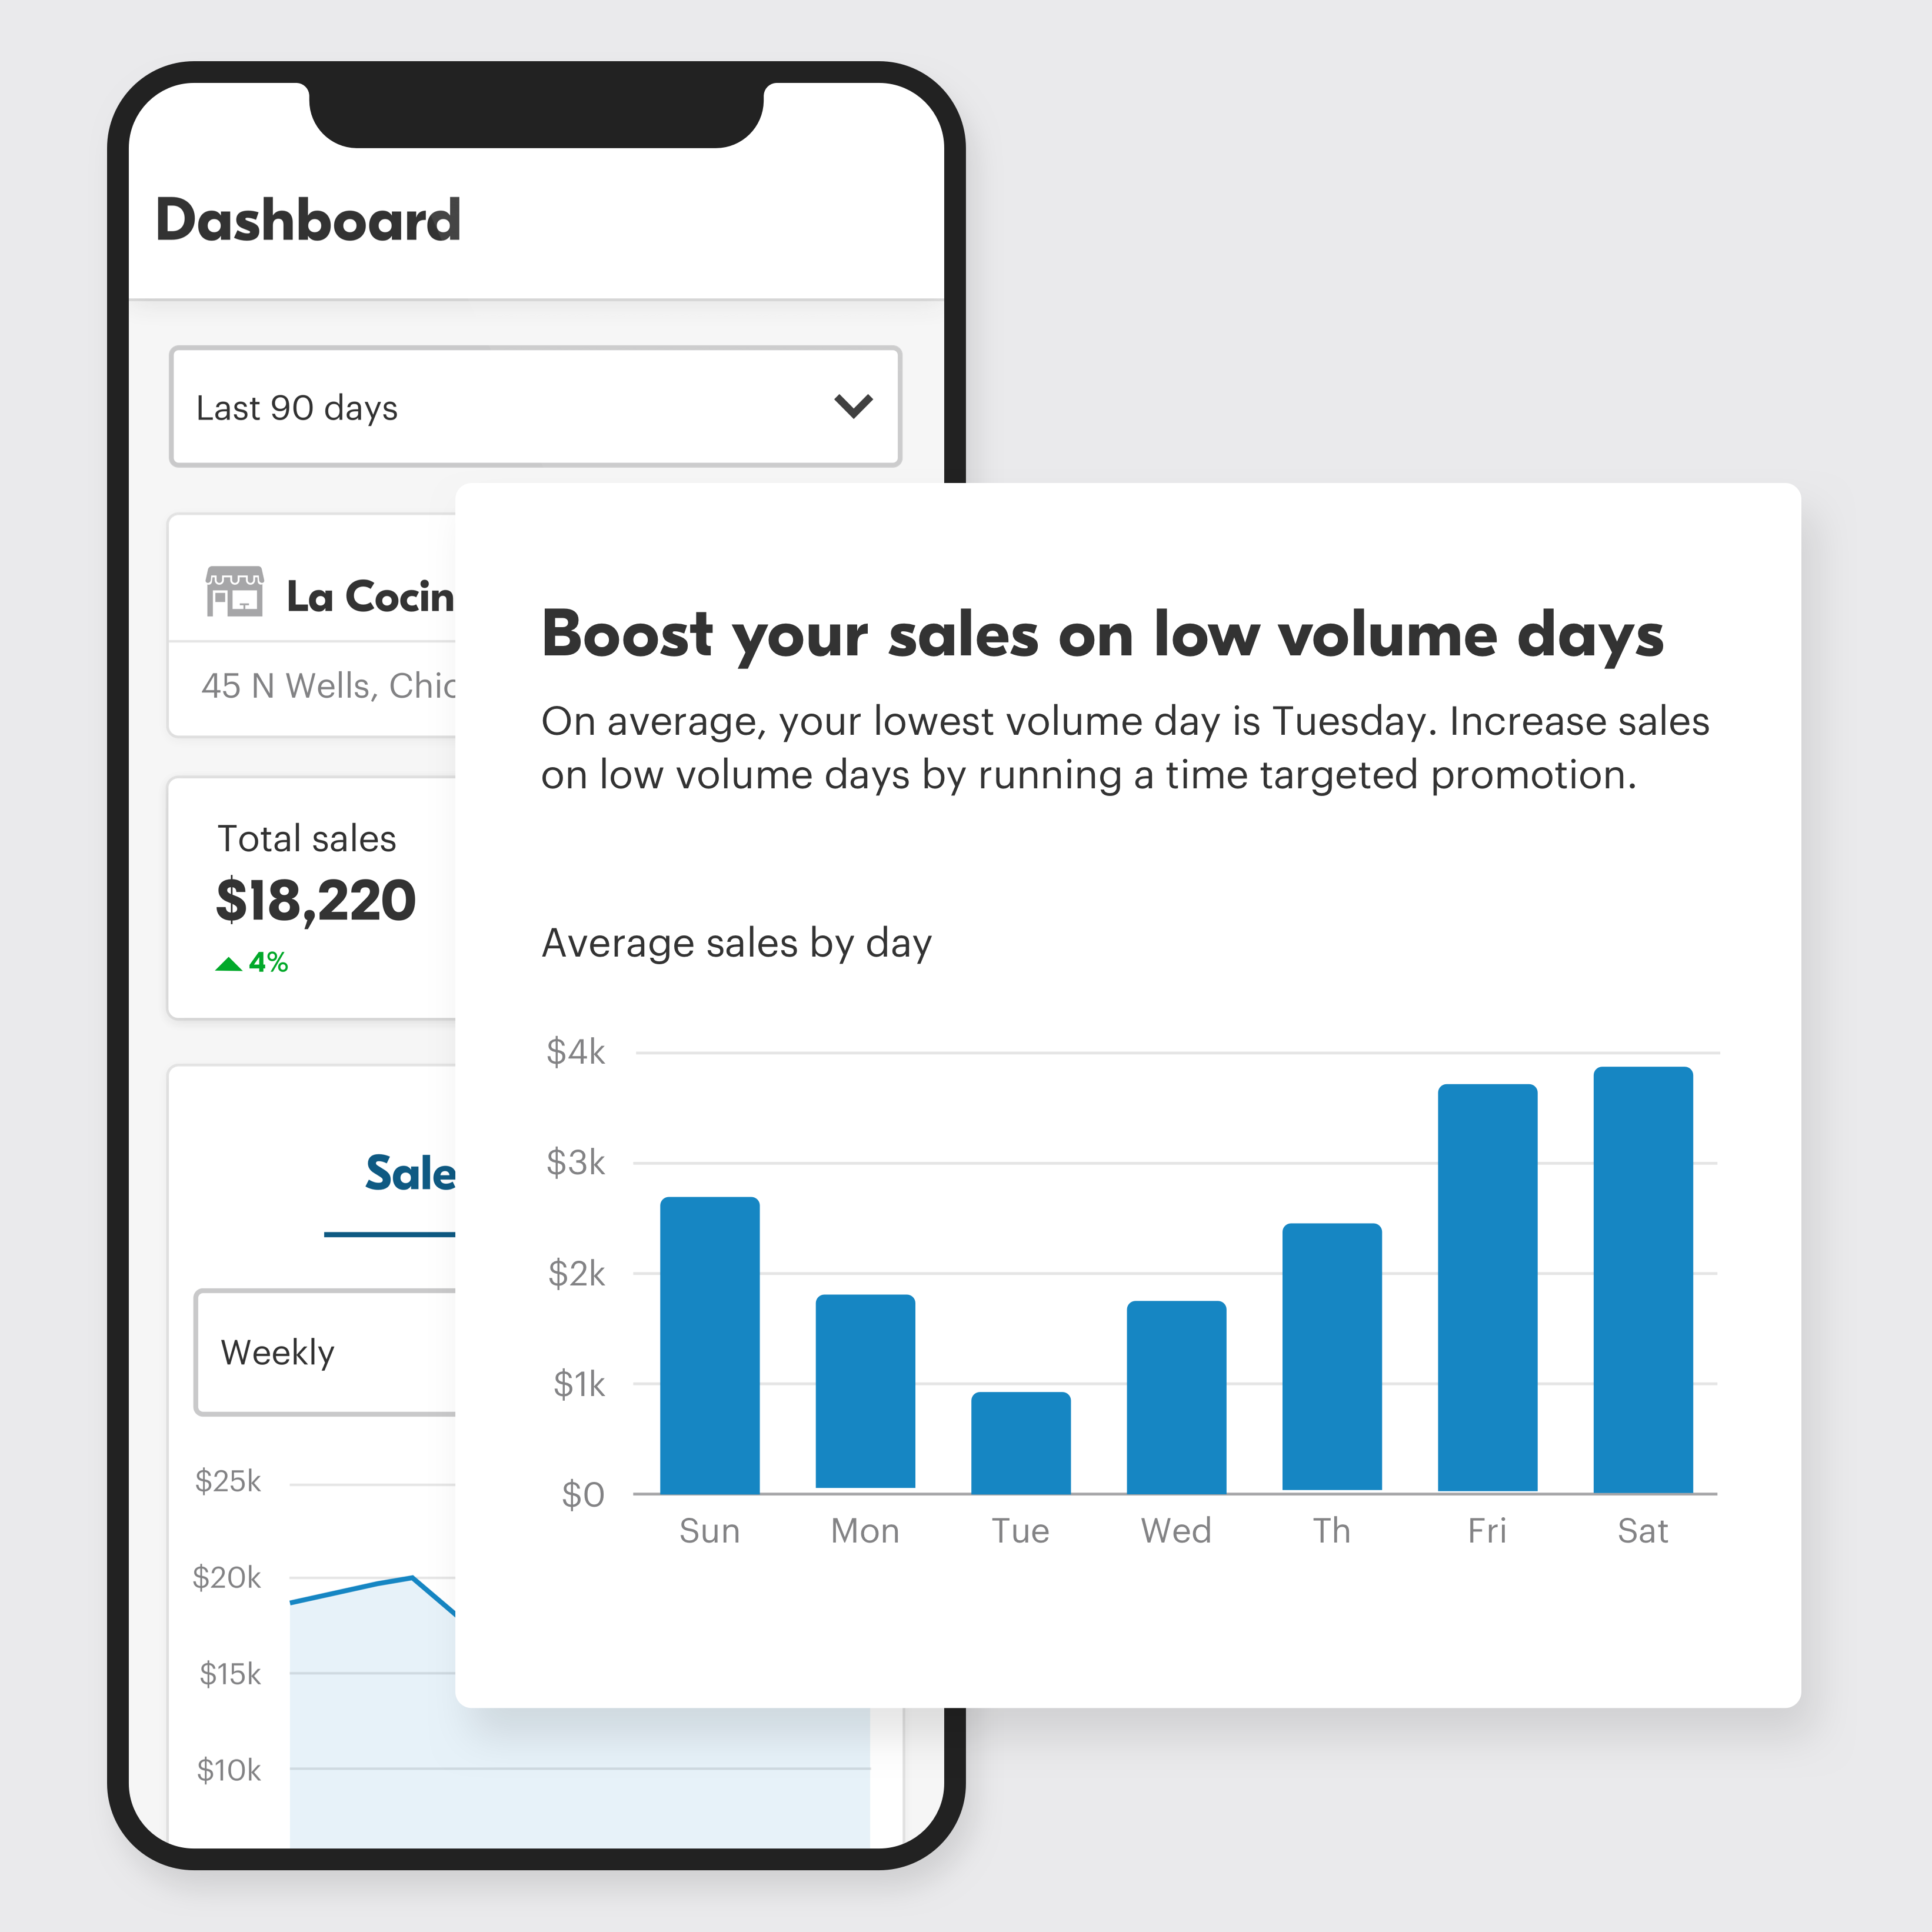 Dashboard
Last 90 days
La Cocin
45 N Wells, Chic
Total sales
$18,220
4%
Sale
Weekly
$25k
$20k
$15k
$10k
Boost your sales on low volume days
On average, your lowest volume day is Tuesday. Increase sales
on low volume days by running a time targeted promotion.
Average sales by day
$4k
$3k
$2k
$1k
$0
Sun Mon Tue Wed Th Fri Sat